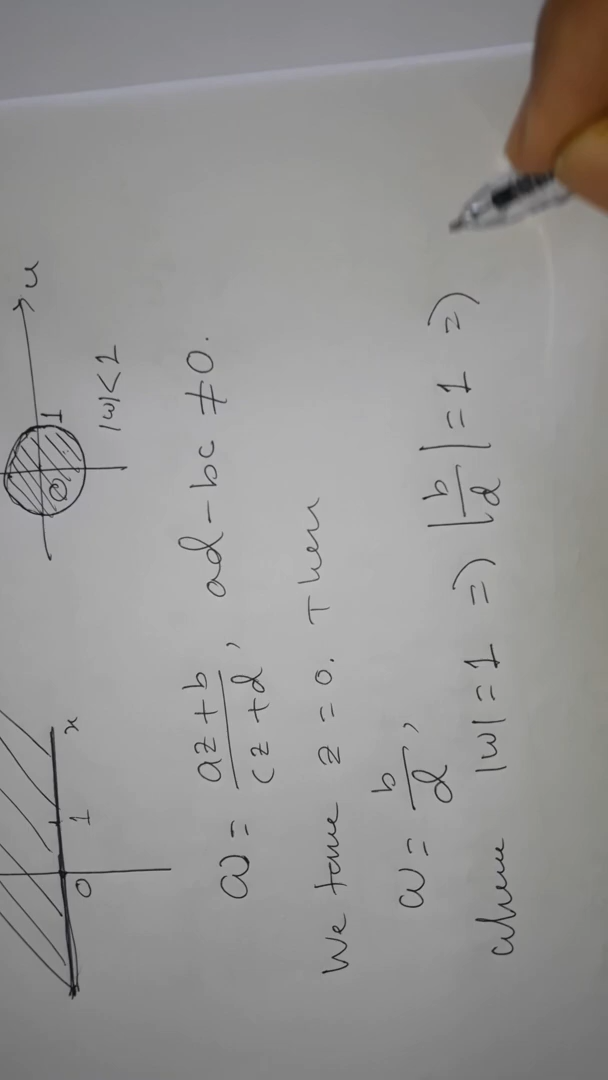 0 1 x
0 1 u
|w|<1
ω = (az + b)/(cz + d), ad - bc ≠ 0.
We take z = 0. Then
ω = b/d,
where |w| = 1 => |b/d| = 1 =>